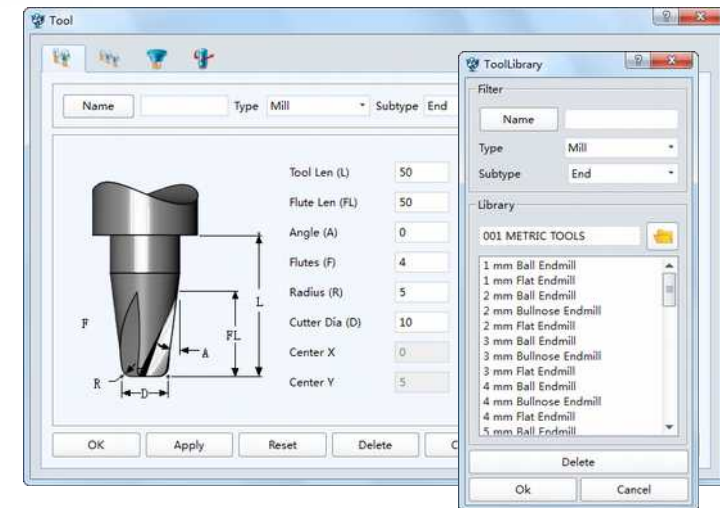 Tool
Name Type Mill Subtype End
Tool Len (L) 50
Flute Len (FL) 50
Angle (A) 0
Flutes (F) 4
Radius (R) 5
Cutter Dia (D) 10
Center X 0
Center Y 5
F
R
D
A
FL
L
OK Apply Reset Delete C
ToolLibrary
Filter
Name
Type Mill
Subtype End
Library
001 METRIC TOOLS
1 mm Ball Endmill
1 mm Flat Endmill
2 mm Ball Endmill
2 mm Bullnose Endmill
2 mm Flat Endmill
3 mm Ball Endmill
3 mm Bullnose Endmill
3 mm Flat Endmill
4 mm Ball Endmill
4 mm Bullnose Endmill
4 mm Flat Endmill
5 mm Ball Endmill
Delete
Ok Cancel